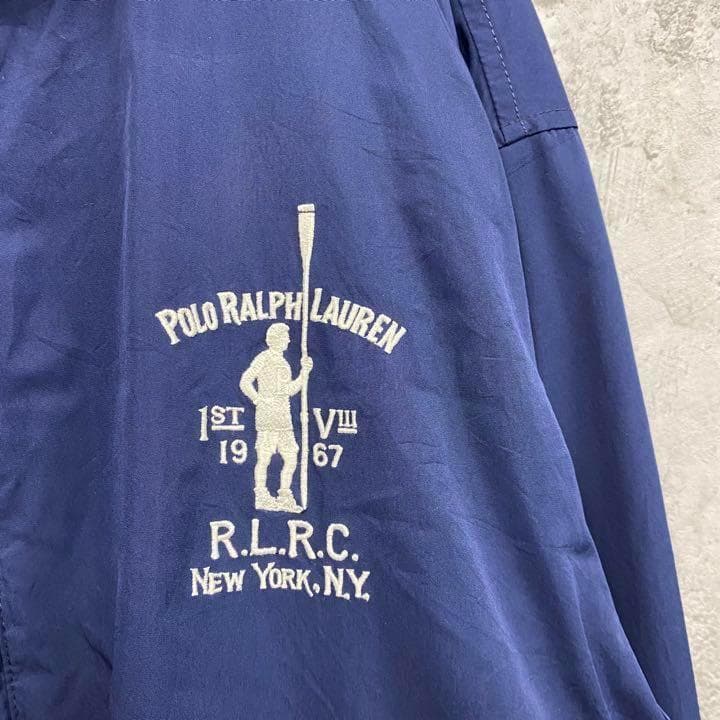 POLO RALPH LAUREN
1ST VIII
19 67
R.L.R.C.
NEW YORK, N.Y.